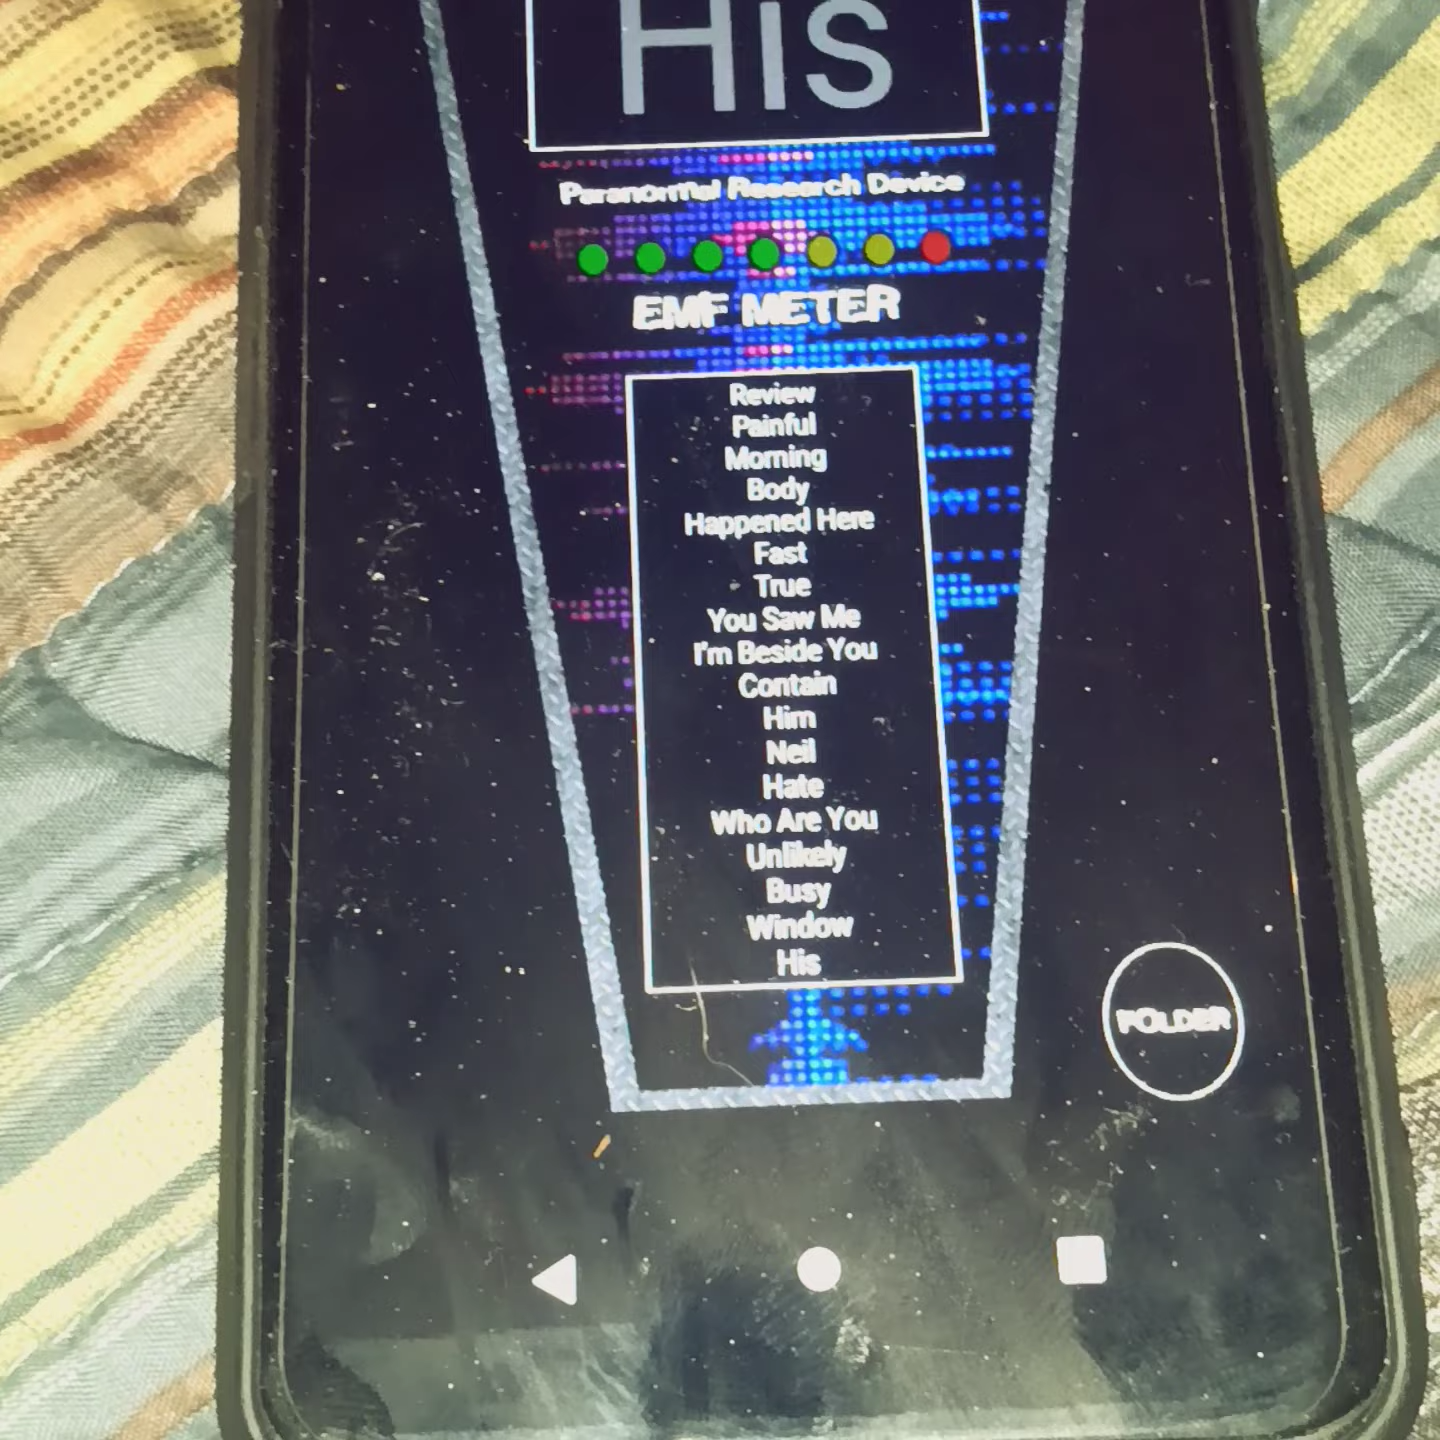 His
Paranormal Research Device
EMF METER
Review
Painful
Morning
Body
Happened Here
Fast
True
You Saw Me
I'm Beside You
Contain
Him
Neil
Hate
Who Are You
Unlikely
Busy
Window
His
FOLDER